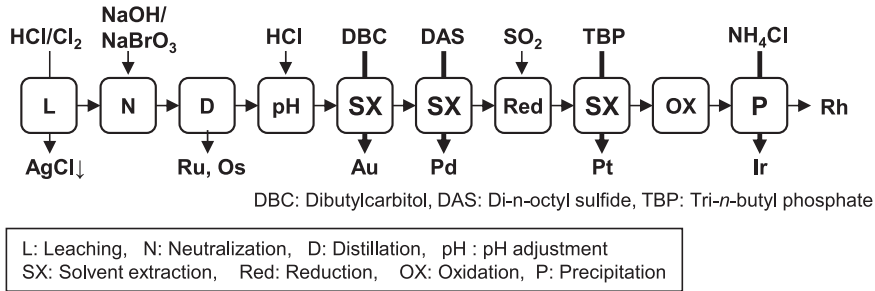 HCl/Cl2
NaOH/
NaBrO3
HCl
DBC
DAS
SO2
TBP
NH4Cl
L
N
D
pH
SX
SX
Red
SX
OX
P
Rh
AgCl↓
Ru, Os
Au
Pd
Pt
Ir
DBC: Dibutylcarbitol, DAS: Di-n-octyl sulfide, TBP: Tri-n-butyl phosphate
L: Leaching, N: Neutralization, D: Distillation, pH : pH adjustment
SX: Solvent extraction, Red: Reduction, OX: Oxidation, P: Precipitation